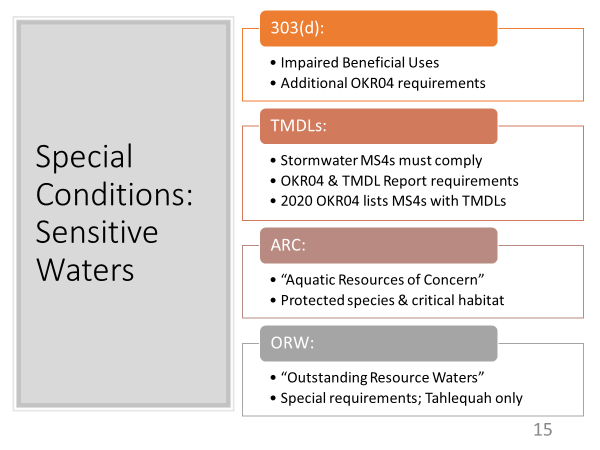 Special
Conditions:
Sensitive
Waters
303(d):
• Impaired Beneficial Uses
• Additional OKR04 requirements
TMDLs:
• Stormwater MS4s must comply
• OKR04 & TMDL Report requirements
• 2020 OKR04 lists MS4s with TMDLs
ARC:
• “Aquatic Resources of Concern”
• Protected species & critical habitat
ORW:
• “Outstanding Resource Waters”
• Special requirements; Tahlequah only
15